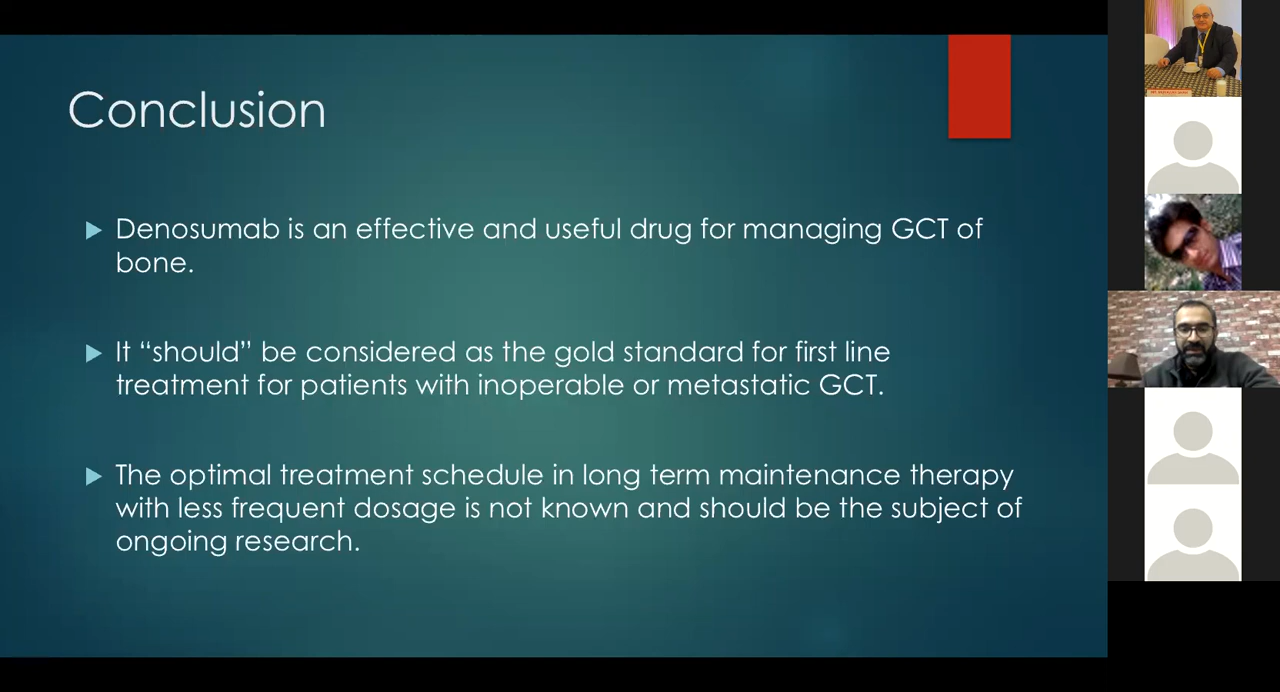 Conclusion
Denosumab is an effective and useful drug for managing GCT of
bone.
It “should” be considered as the gold standard for first line
treatment for patients with inoperable or metastatic GCT.
The optimal treatment schedule in long term maintenance therapy
with less frequent dosage is not known and should be the subject of
ongoing research.